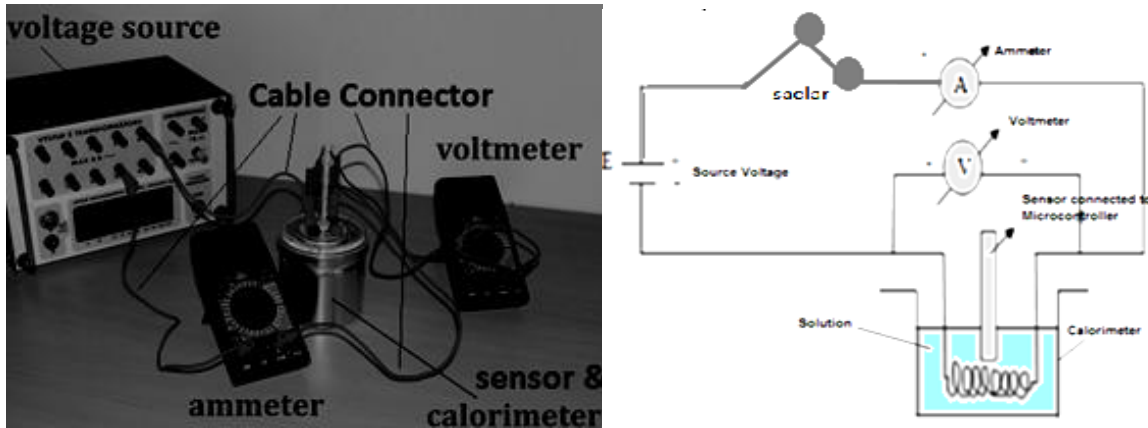 voltage source
Cable Connector
voltmeter
ammeter
sensor &
calorimeter
saclar
Ammeter
A
Voltmeter
V
E
Source Voltage
Sensor connected to
Microcontroller
Solution
Calorimeter